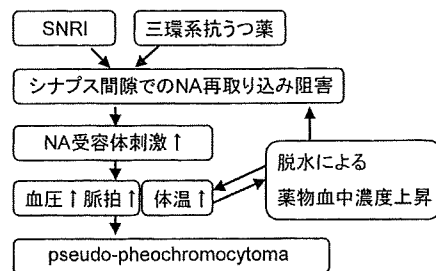 SNRI 三環系抗うつ薬
シナプス間隙でのNA再取り込み阻害
NA受容体刺激↑
血圧↑脈拍↑ 体温↑
脱水による
薬物血中濃度上昇
pseudo-pheochromocytoma